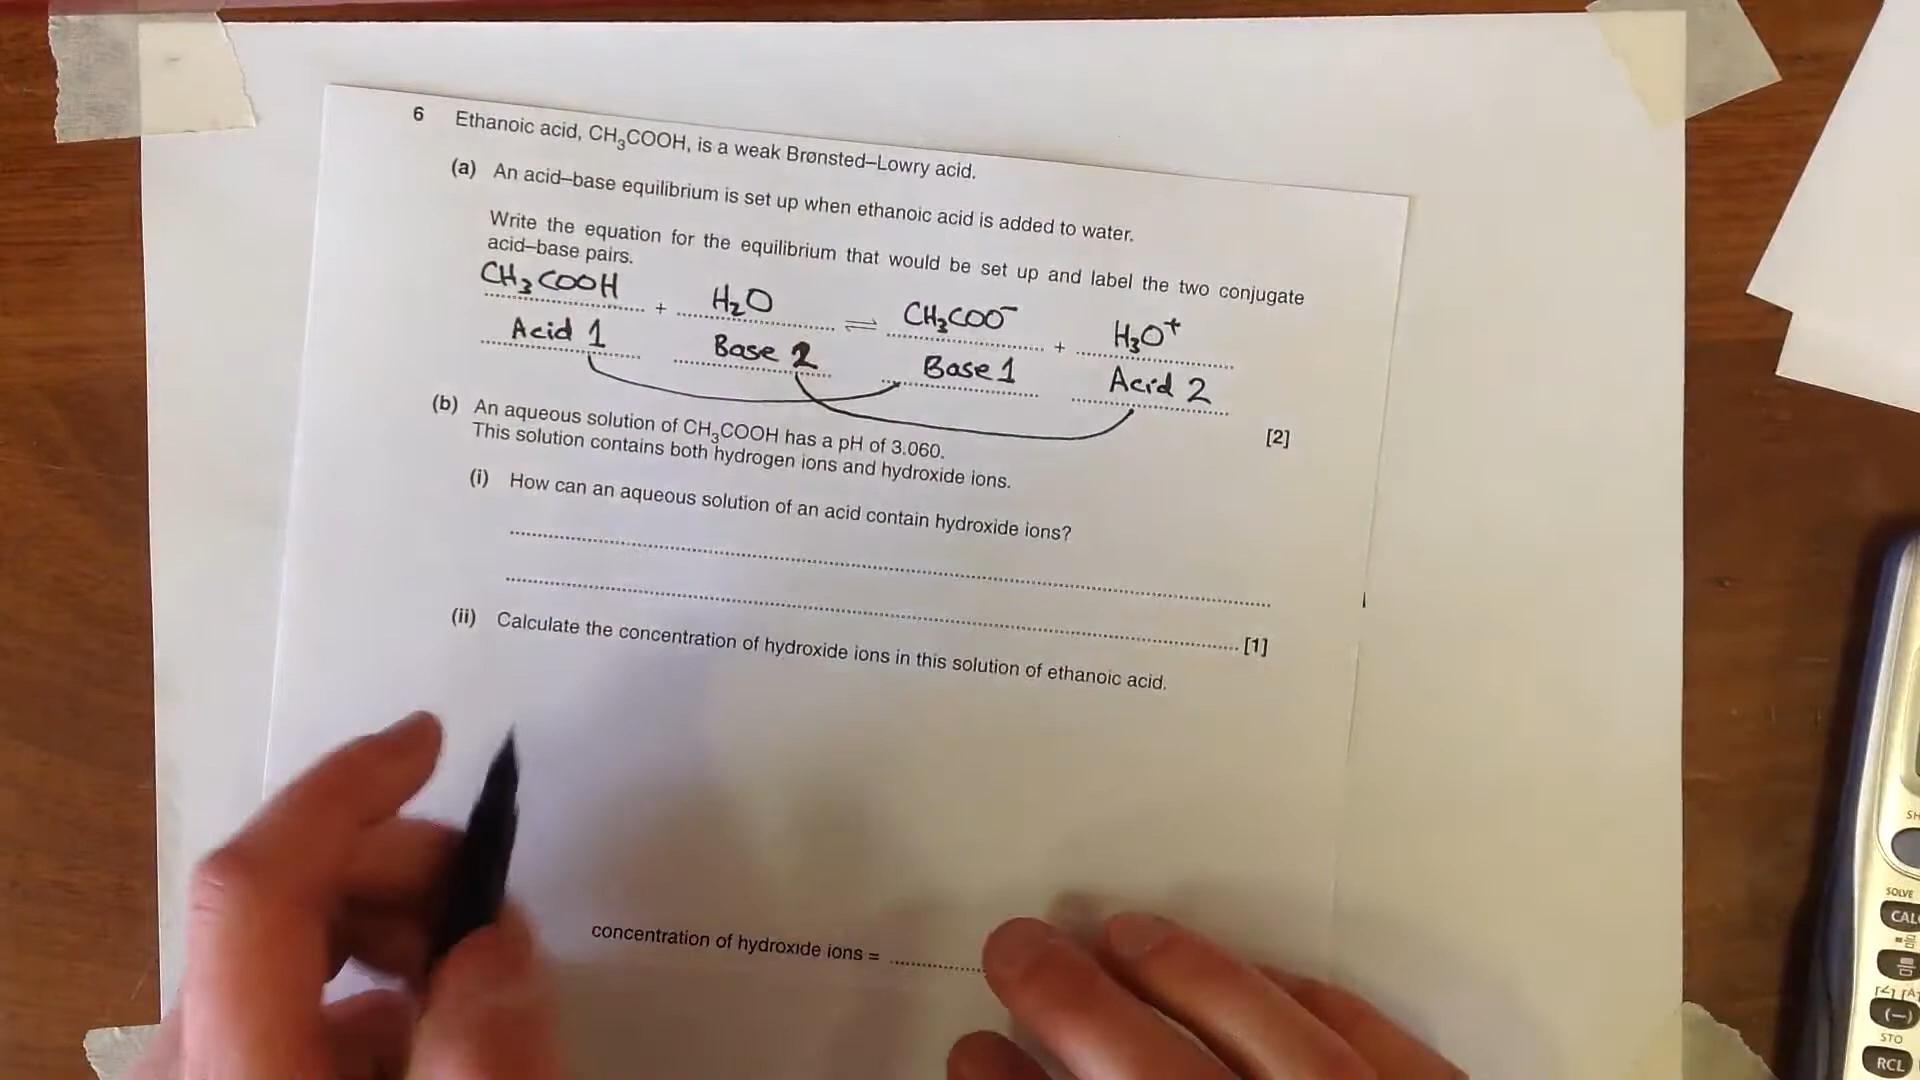 6 Ethanoic acid, CH₃COOH, is a weak Brønsted–Lowry acid.
(a) An acid–base equilibrium is set up when ethanoic acid is added to water.
Write the equation for the equilibrium that would be set up and label the two conjugate
acid–base pairs.
CH₃COOH + H₂O ⇌ CH₃COO⁻ + H₃O⁺
Acid 1 Base 2 Base 1 Acid 2
[2]
(b) An aqueous solution of CH₃COOH has a pH of 3.060.
This solution contains both hydrogen ions and hydroxide ions.
(i) How can an aqueous solution of an acid contain hydroxide ions?
[1]
(ii) Calculate the concentration of hydroxide ions in this solution of ethanoic acid.
concentration of hydroxide ions =
SOLVE
(−)
STO
RCL